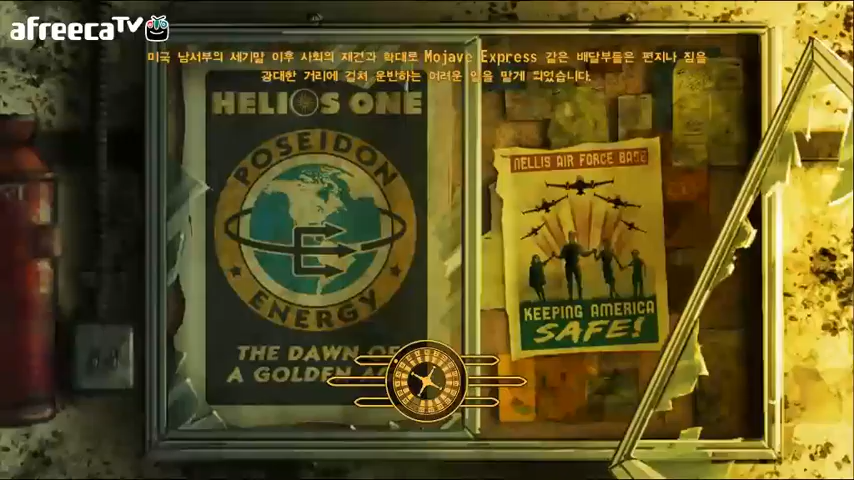 afreecaTV
미국 남서부의 세기말 이후 사회의 재건과 확대로 Mojave Express 같은 배달부들은 편지나 짐을
광대한 거리에 걸쳐 운반하는 어려운 일을 맡게 되었습니다.
HELIOS ONE
POSEIDON
ENERGY
THE DAWN OF
A GOLDEN AGE
NELLIS AIR FORCE BASE
KEEPING AMERICA
SAFE!